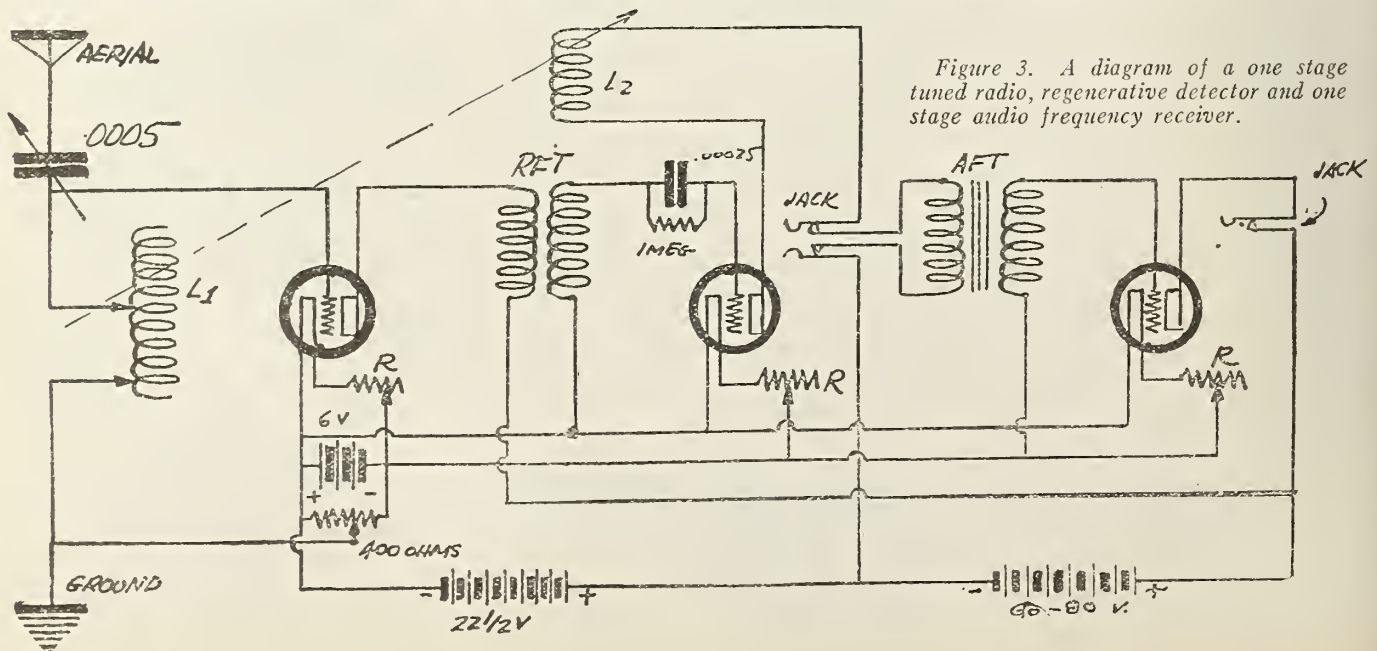 AERIAL
.0005
L1
L2
Figure 3. A diagram of a one stage
tuned radio, regenerative detector and one
stage audio frequency receiver.
RFT
.00025
1MEG
JACK
AFT
JACK
R
R
R
6V
+ -
400 OHMS
GROUND
- +
22 1/2 V
- +
60-80 V.